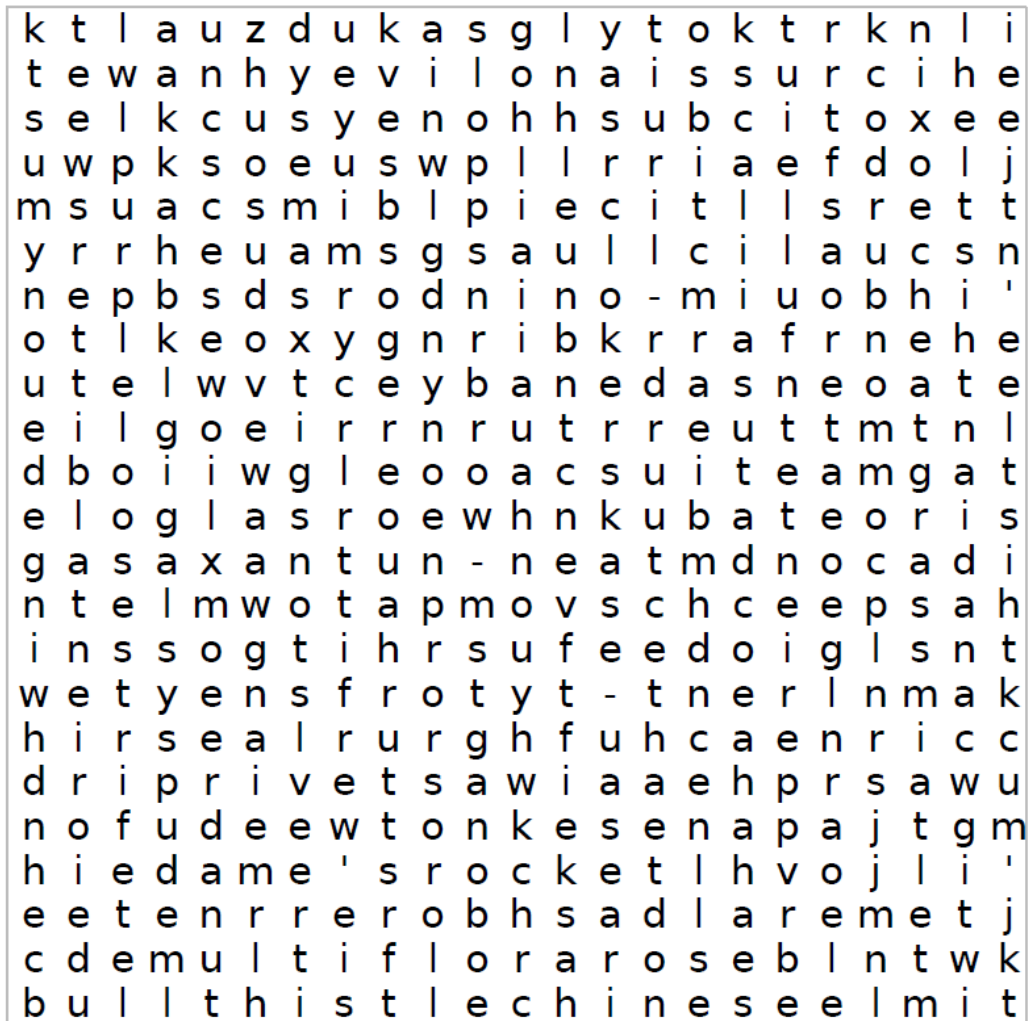 k t l a u z d u k a s g l y t o k t r k n l i
t e w a n h y e v i l o n a i s s u r c i h e
s e l k c u s y e n o h h s u b c i t o x e e
u w p k s o e u s w p l l r r i a e f d o l j
m s u a c s m i b l p i e c i t l l s r e t t
y r r h e u a m s g s a u l l c i l a u c s n
n e p b s d s r o d n i n o - m i u o b h i '
o t l k e o x y g n r i b k r r a f r n e h e
u t e l w v t c e y b a n e d a s n e o a t e
e i l g o e i r r n r u t r r e u t t m t n l
d b o i i w g l e o o a c s u i t e a m g a t
e l o g l a s r o e w h n k u b a t e o r i s
g a s a x a n t u n - n e a t m d n o c a d i
n t e l m w o t a p m o v s c h c e e p s a h
i n s s o g t i h r s u f e e d o i g l s n t
w e t y e n s f r o t y t - t n e r l n m a k
h i r s e a l r u r g h f u h c a e n r i c c
d r i p r i v e t s a w i a a e h p r s a w u
n o f u d e e w t o n k e s e n a p a j t g m
h i e d a m e ' s r o c k e t l h v o j l i '
e e t e n r r e r o b h s a d l a r e m e t j
c d e m u l t i f l o r a r o s e b l n t w k
b u l l t h i s t l e c h i n e s e e l m i t